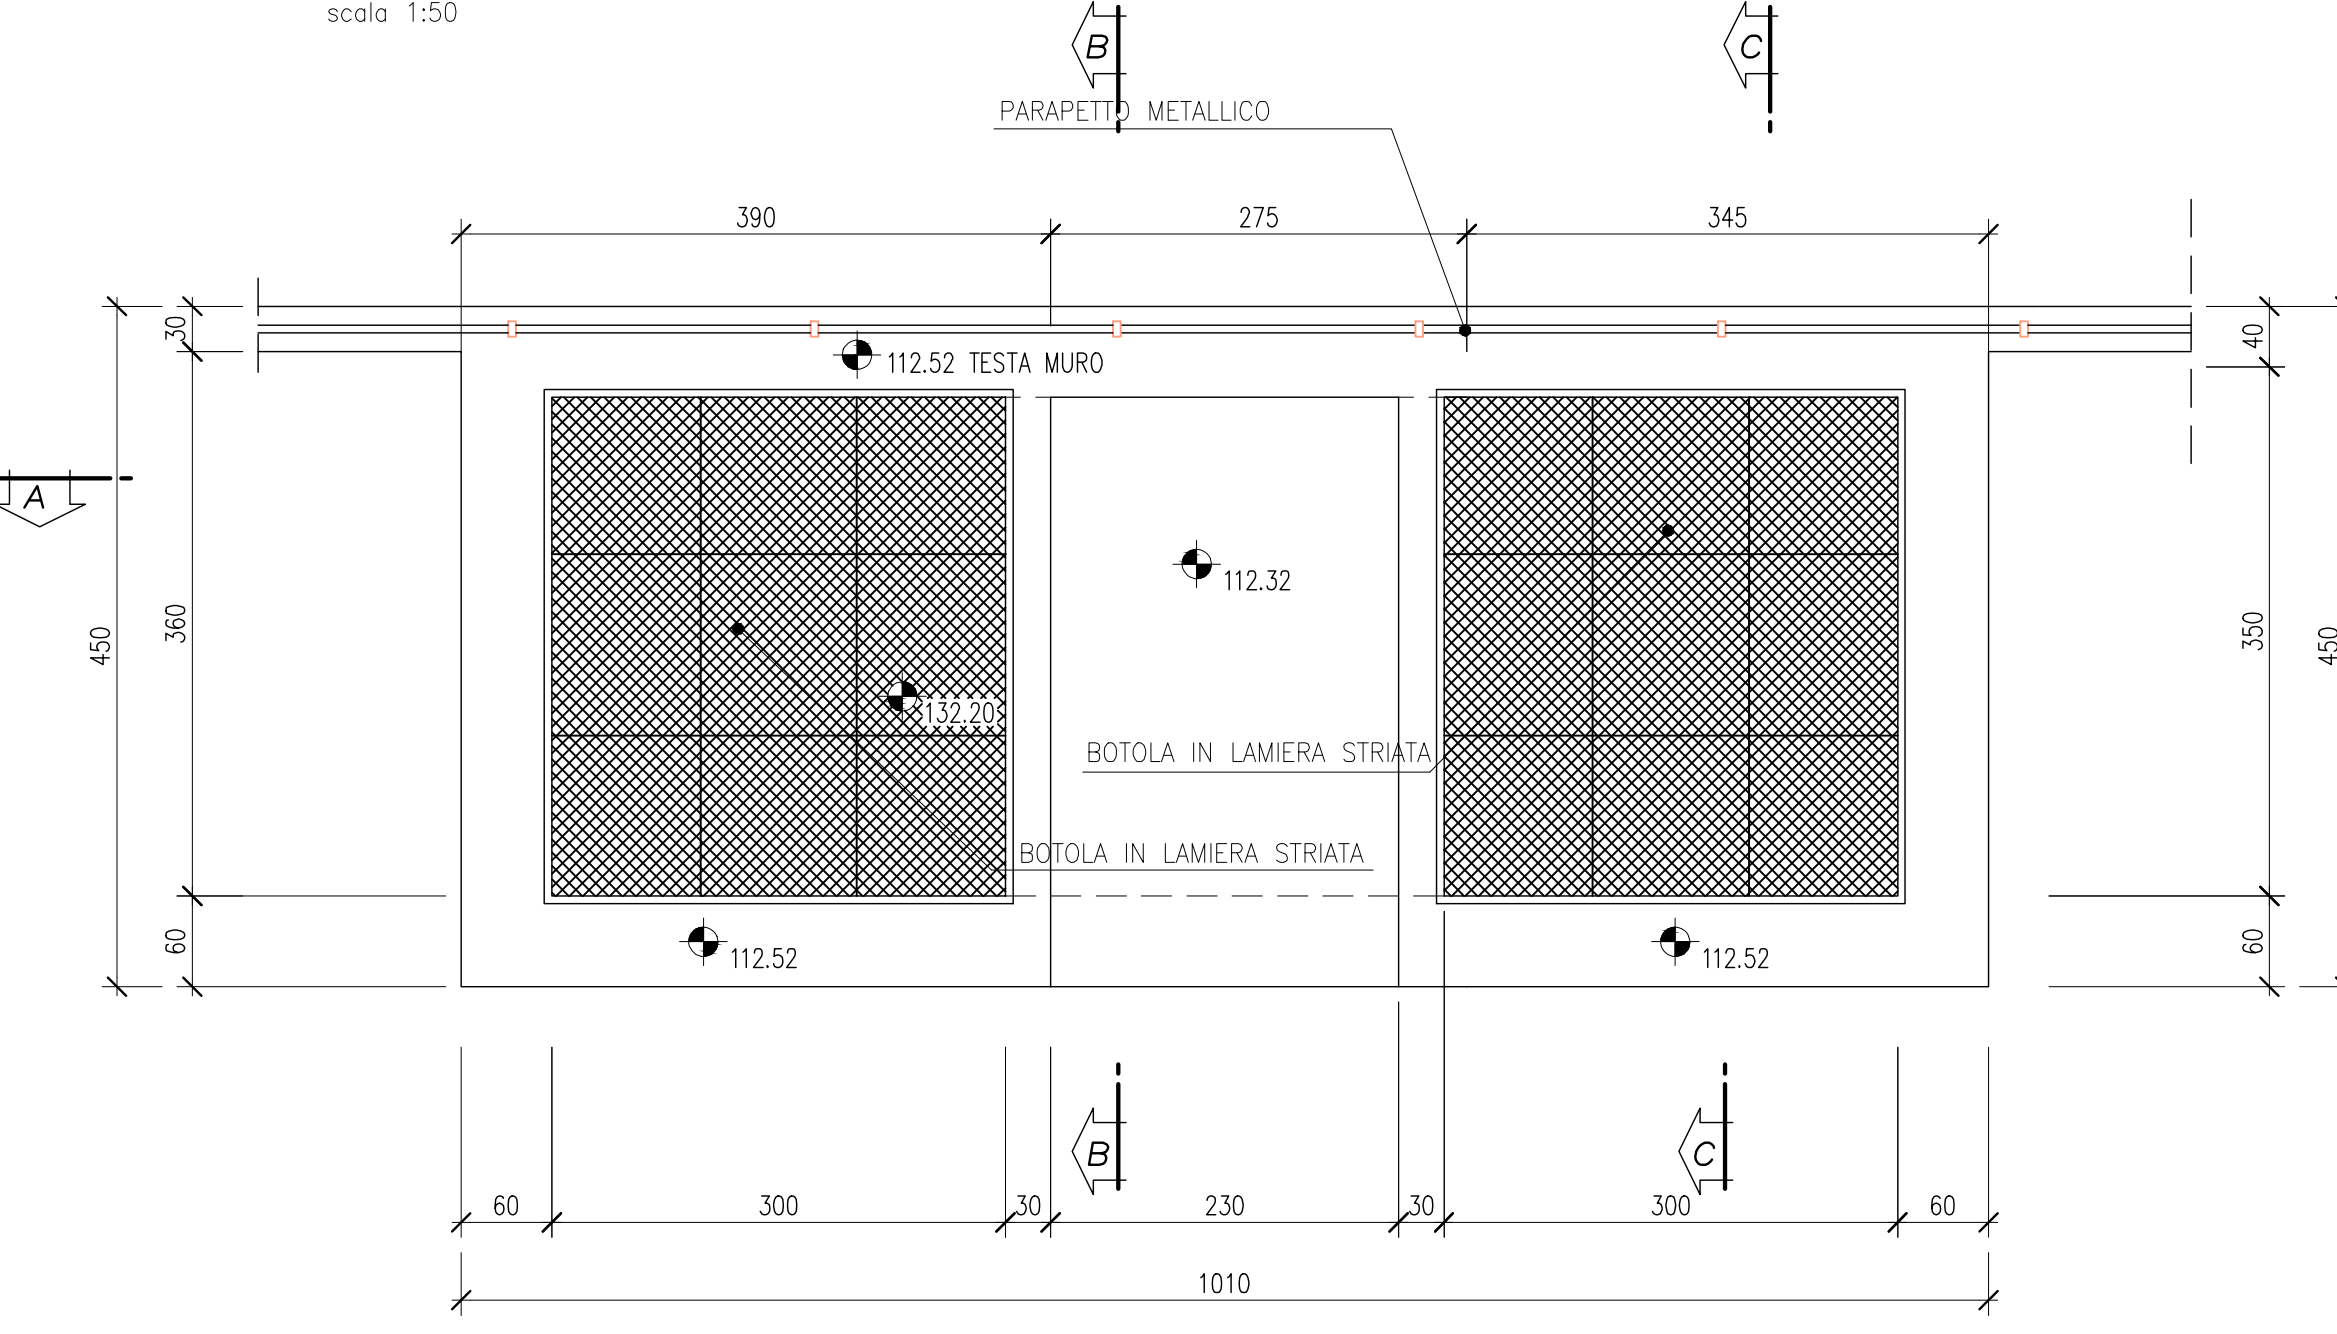 scala 1:50
B
C
PARAPETTO METALLICO
390
275
345
30
40
112.52 TESTA MURO
A
112.32
450
360
350
450
132.20
BOTOLA IN LAMIERA STRIATA
BOTOLA IN LAMIERA STRIATA
60
112.52
112.52
60
B
C
60
300
30
230
30
300
60
1010